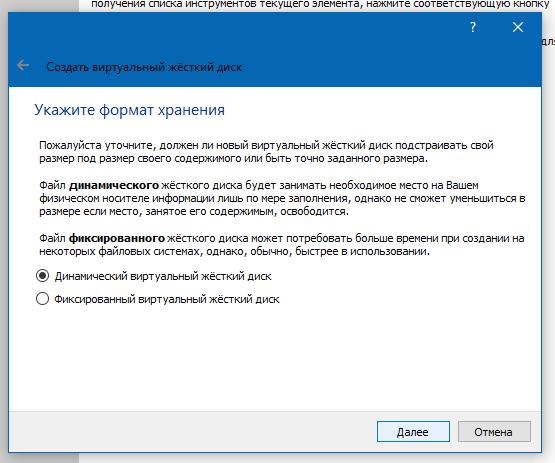 получения списка инструментов текущего элемента, нажмите соответствующую кнопку
?
для
Создать виртуальный жёсткий диск
Укажите формат хранения
Пожалуйста уточните, должен ли новый виртуальный жёсткий диск подстраивать свой
размер под размер своего содержимого или быть точно заданного размера.
Файл динамического жёсткого диска будет занимать необходимое место на Вашем
физическом носителе информации лишь по мере заполнения, однако не сможет уменьшиться в
размере если место, занятое его содержимым, освободится.
Файл фиксированного жёсткого диска может потребовать больше времени при создании на
некоторых файловых системах, однако, обычно, быстрее в использовании.
Динамический виртуальный жёсткий диск
Фиксированный виртуальный жёсткий диск
Далее
Отмена